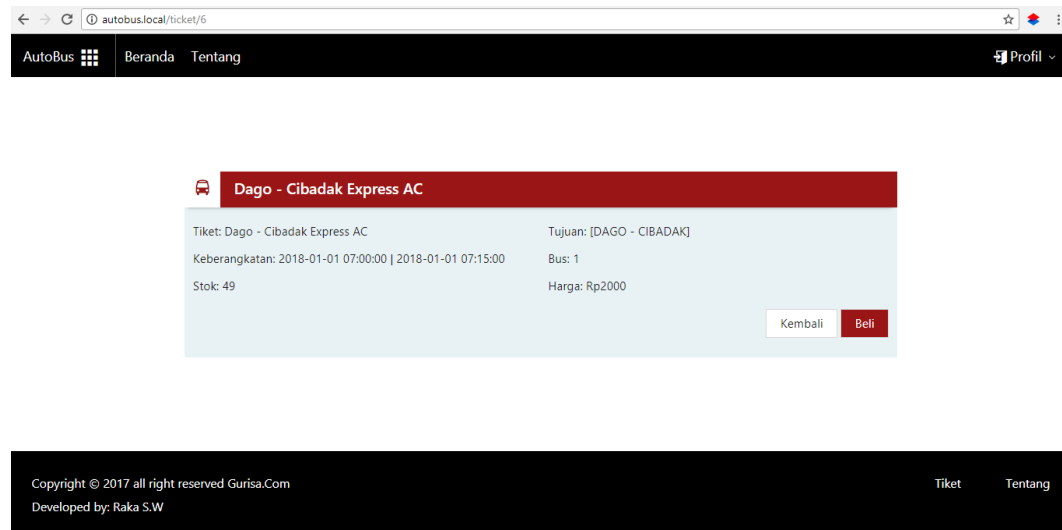 autobus.local/ticket/6
AutoBus Beranda Tentang Profil
Dago - Cibadak Express AC
Tiket: Dago - Cibadak Express AC Tujuan: [DAGO - CIBADAK]
Keberangkatan: 2018-01-01 07:00:00 | 2018-01-01 07:15:00 Bus: 1
Stok: 49 Harga: Rp2000
Kembali Beli
Copyright © 2017 all right reserved Gurisa.Com Tiket Tentang
Developed by: Raka S.W